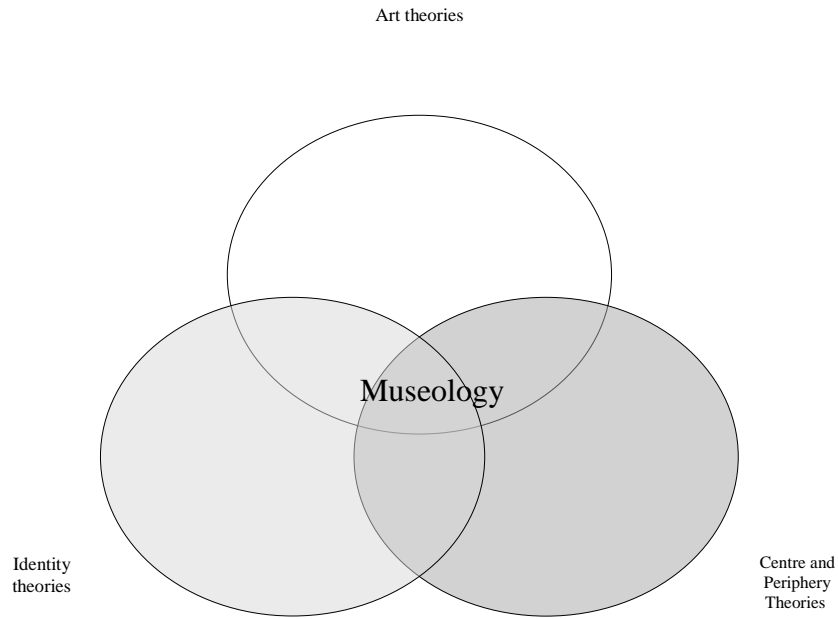 Art theories
Museology
Identity
theories
Centre and
Periphery
Theories